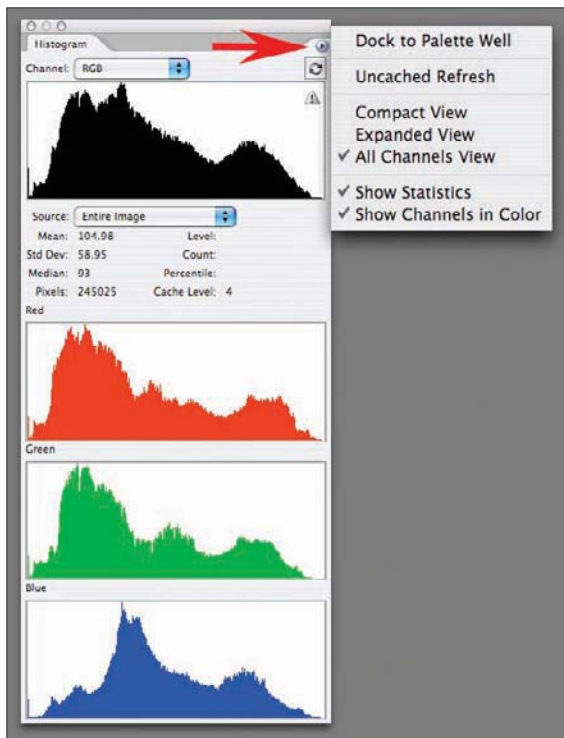 Histogram
Channel: RGB
Source: Entire Image
Mean: 104.98 Level:
Std Dev: 58.95 Count:
Median: 93 Percentile:
Pixels: 245025 Cache Level: 4
Red
Green
Blue
Dock to Palette Well
Uncached Refresh
Compact View
Expanded View
✓ All Channels View
✓ Show Statistics
✓ Show Channels in Color